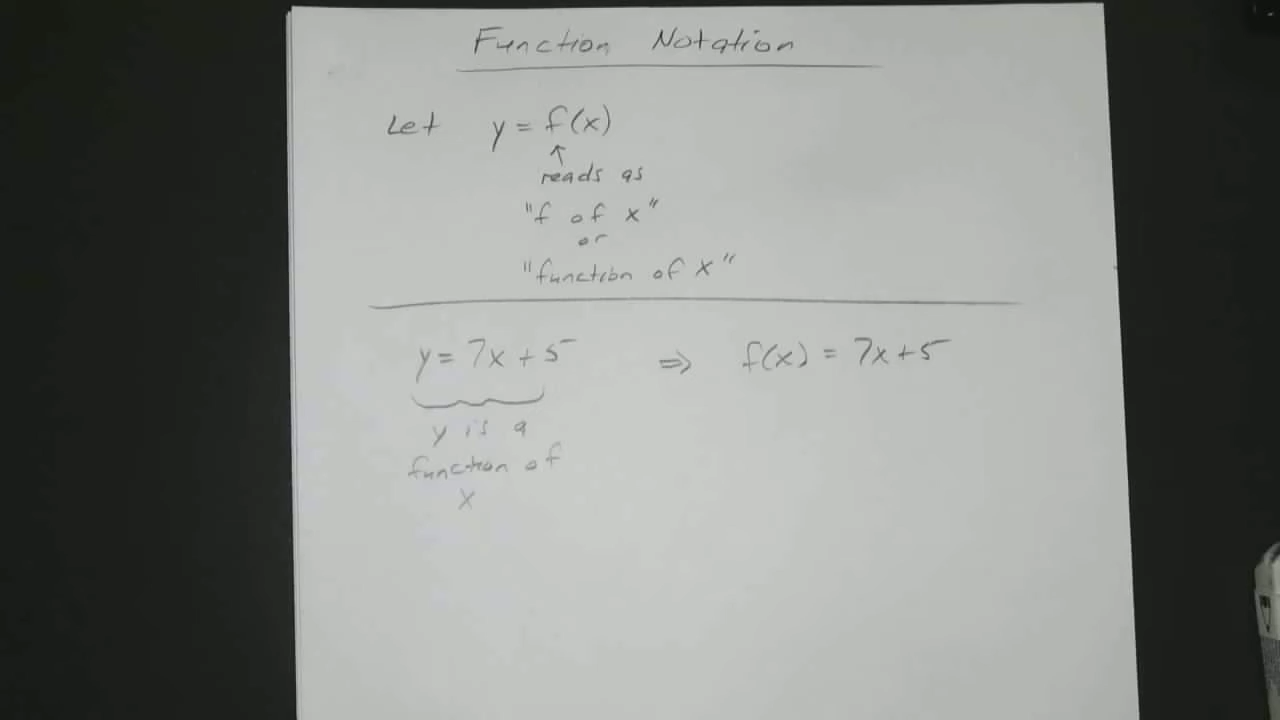 Function Notation
Let y = f(x)
↑
reads as
"f of x"
or
"function of x"
y = 7x + 5 ⇒ f(x) = 7x + 5
y is a
function of
x